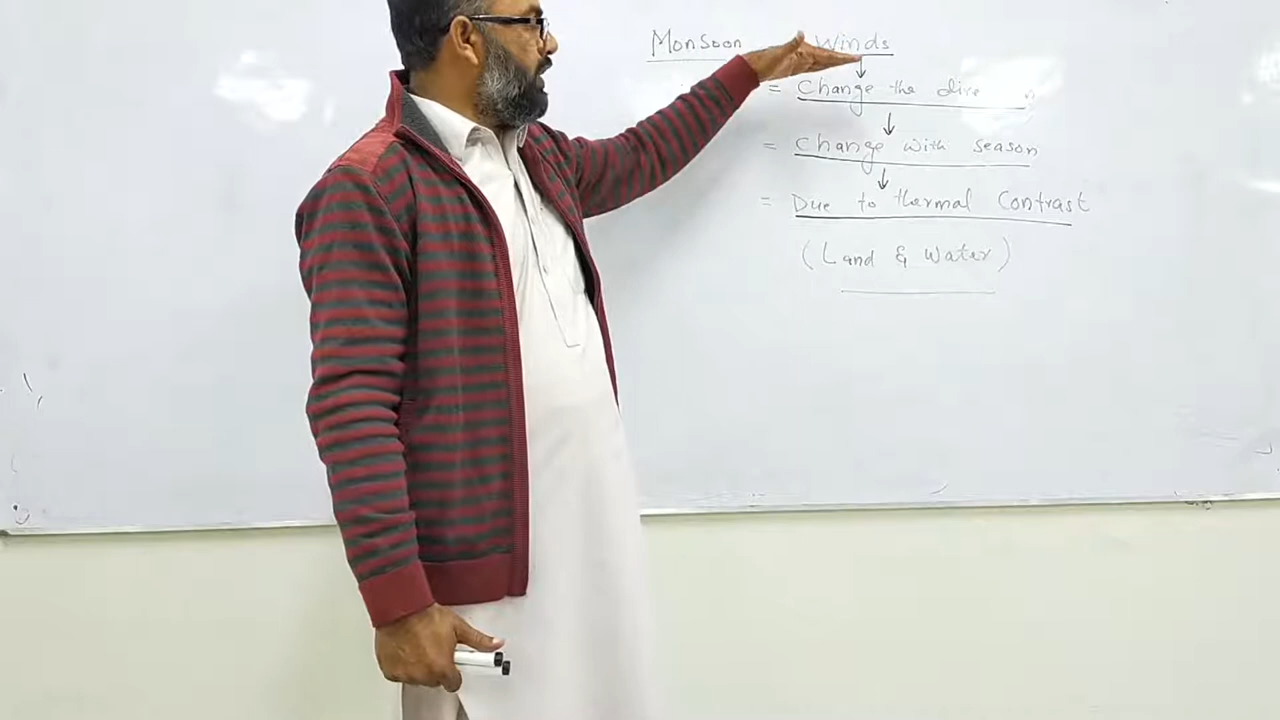 Monsoon Winds
= Change the dire n
= Change with season
= Due to thermal Contrast
(Land & Water)